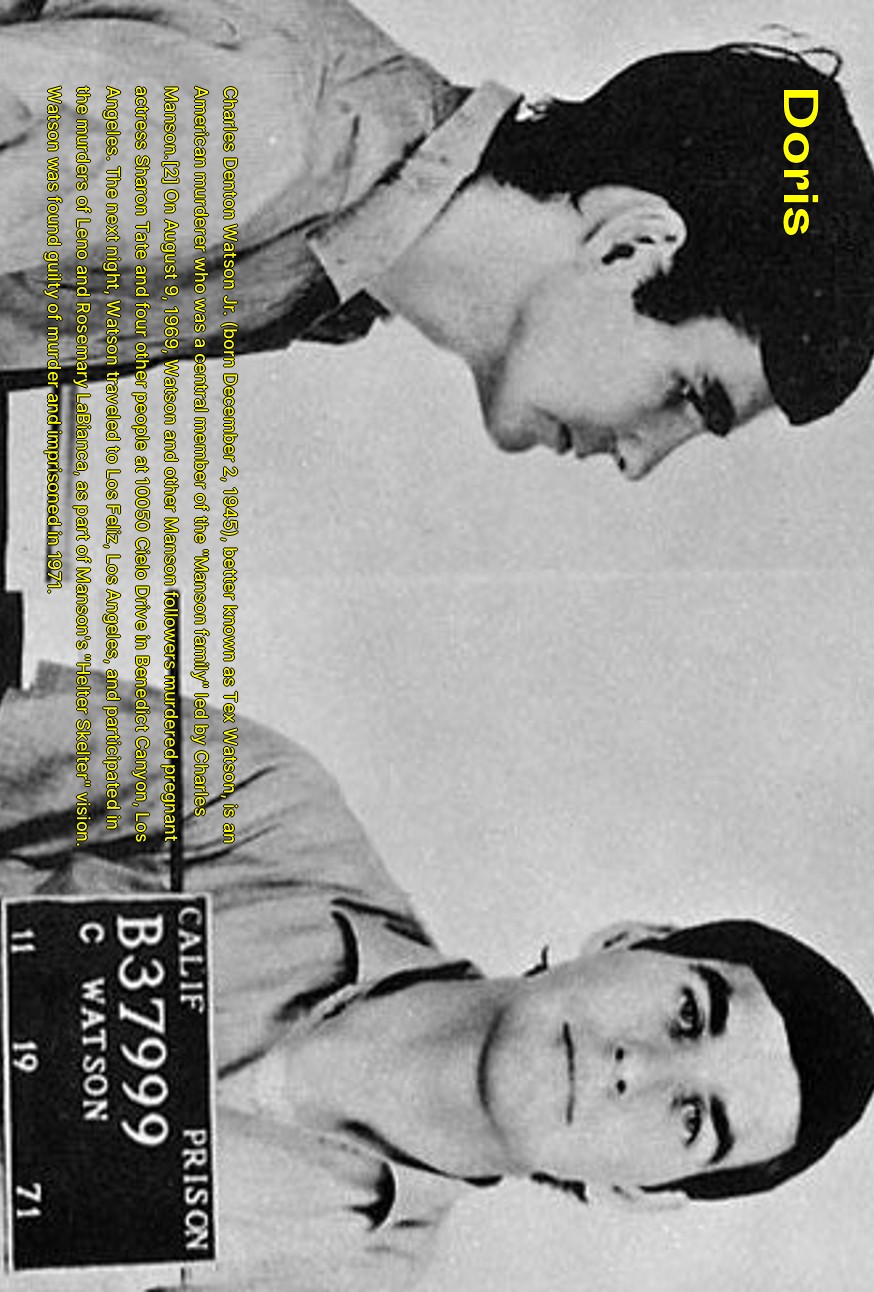 Doris
Charles Denton Watson Jr. (born December 2, 1945), better known as Tex Watson, is an
American murderer who was a central member of the "Manson family" led by Charles
Manson.[2] On August 9, 1969, Watson and other Manson followers murdered pregnant
actress Sharon Tate and four other people at 10050 Cielo Drive in Benedict Canyon, Los
Angeles. The next night, Watson traveled to Los Feliz, Los Angeles, and participated in
the murders of Leno and Rosemary LaBianca, as part of Manson's "Helter Skelter" vision.
Watson was found guilty of murder and imprisoned in 1971.
CALIF PRISON
B37999
C WATSON
11 19 71